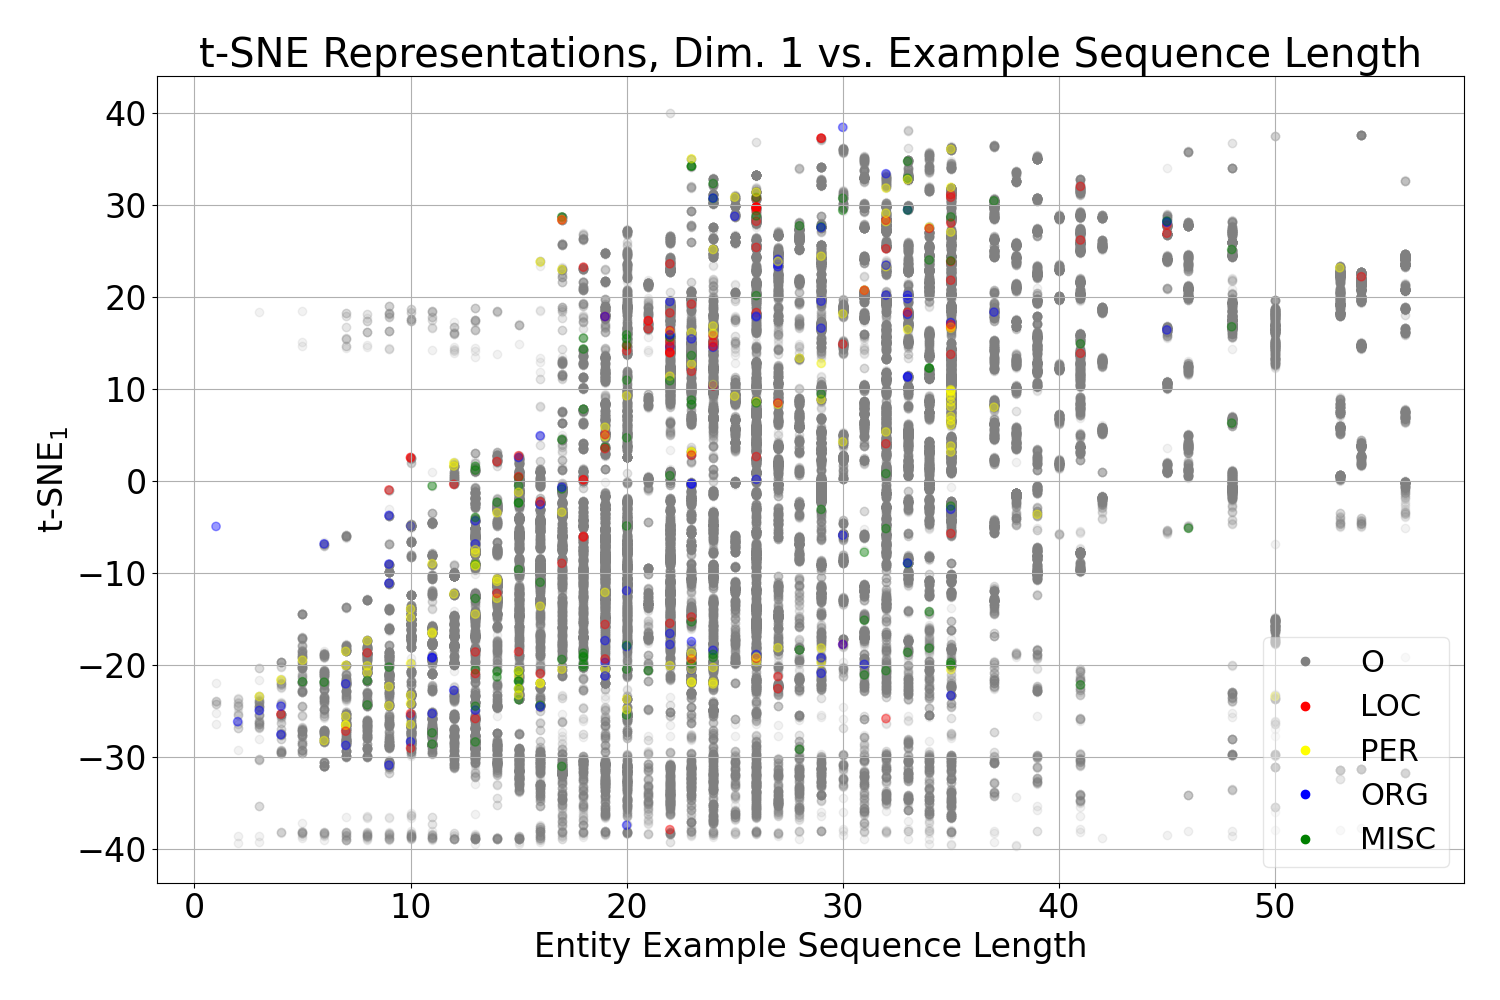 t-SNE Representations, Dim. 1 vs. Example Sequence Length
40
30
20
10
0
−10
−20
−30
−40
t-SNE₁
0 10 20 30 40 50
Entity Example Sequence Length
O
LOC
PER
ORG
MISC